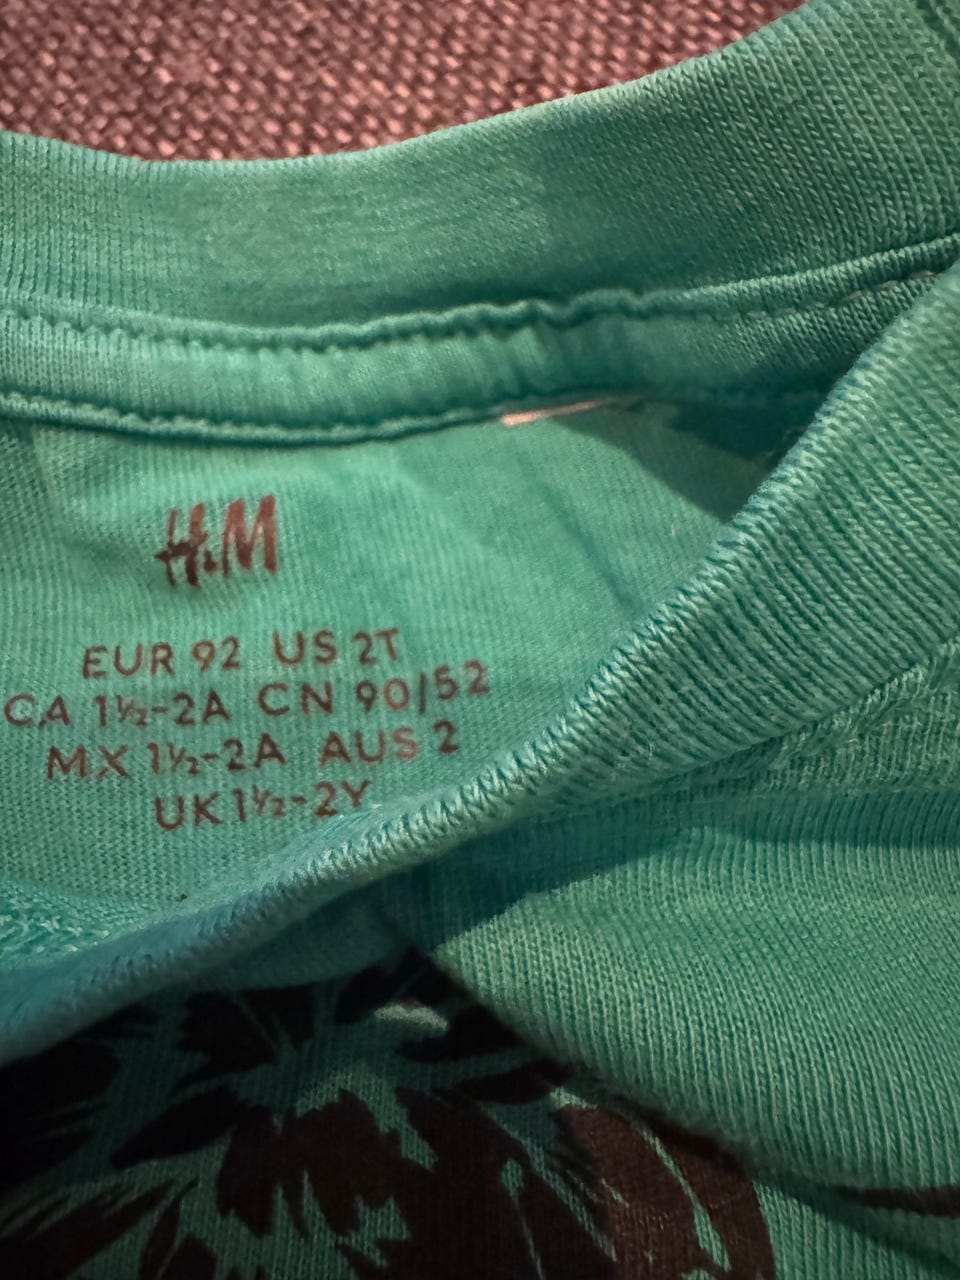 H&M
EUR 92 US 2T
CA 1½-2A CN 90/52
MX 1½-2A AUS 2
UK 1½-2Y